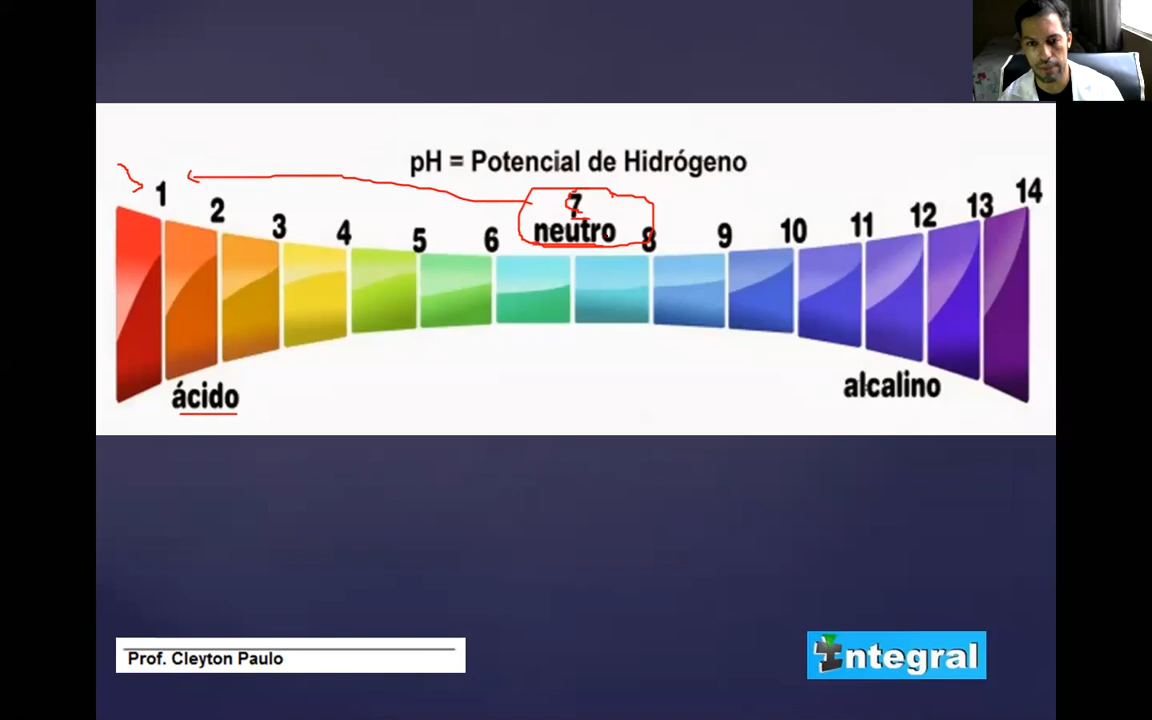 pH = Potencial de Hidrógeno
1 2 3 4 5 6 7 8 9 10 11 12 13 14
neutro
ácido
alcalino
Prof. Cleyton Paulo
Integral